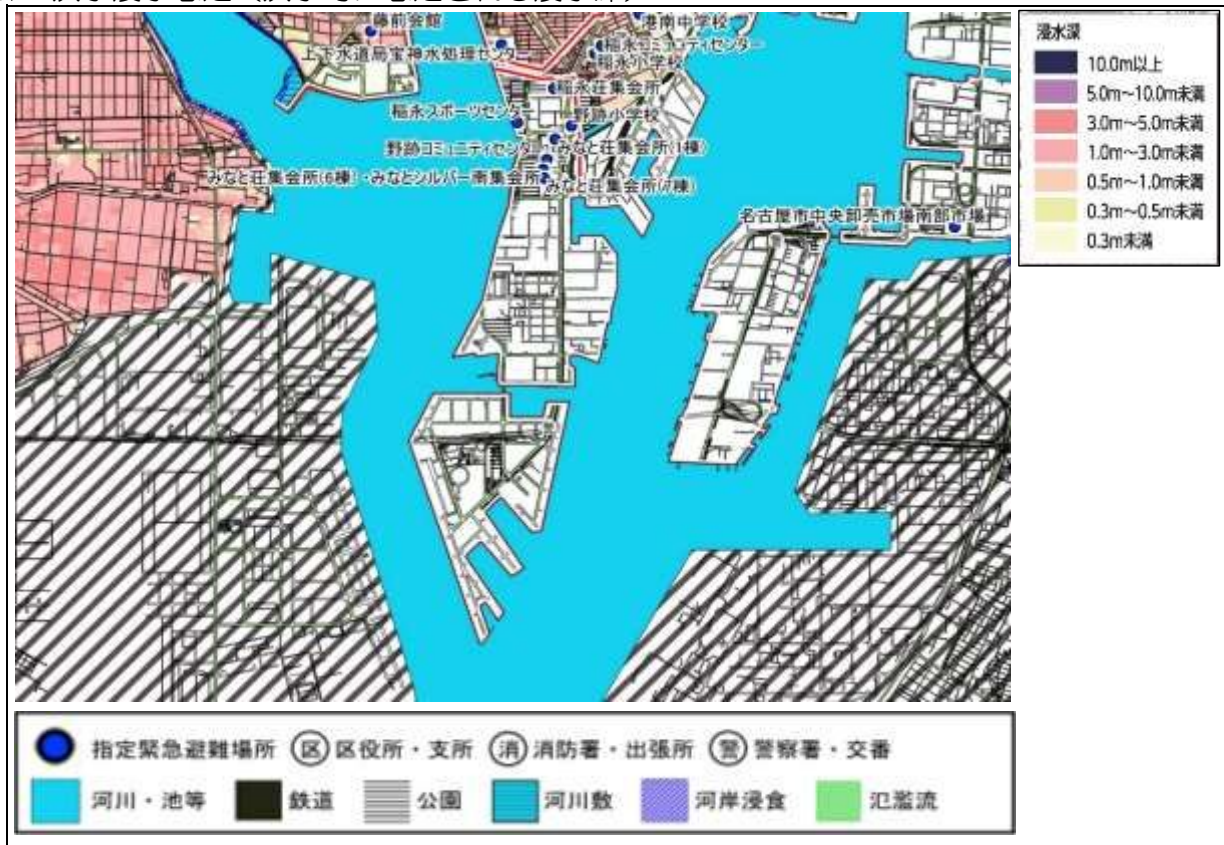 藤前会館
港南中学校
上下水道局宝神水処理センター
稲永コミュニティセンター
稲永小学校
稲永荘集会所
稲永スポーツセンター
野跡小学校
野跡コミュニティセンター
みなと荘集会所(1棟)
みなと荘集会所(6棟)・みなとシルバー南集会所
みなと荘集会所(7棟)
名古屋市中央卸売市場南部市場
浸水深
10.0m以上
5.0m～10.0m未満
3.0m～5.0m未満
1.0m～3.0m未満
0.5m～1.0m未満
0.3m～0.5m未満
0.3m未満
指定緊急避難場所 区 区役所・支所 消 消防署・出張所 警 警察署・交番
河川・池等 鉄道 公園 河川敷 河岸浸食 氾濫流